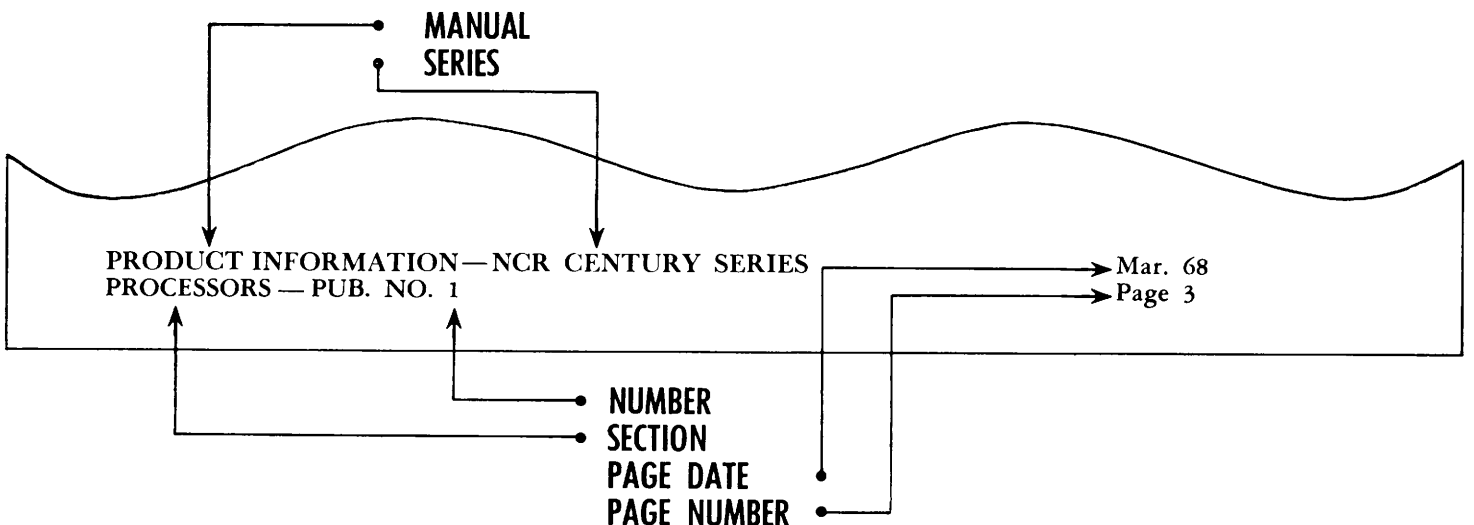 MANUAL
SERIES
PRODUCT INFORMATION—NCR CENTURY SERIES
PROCESSORS — PUB. NO. 1
Mar. 68
Page 3
NUMBER
SECTION
PAGE DATE
PAGE NUMBER